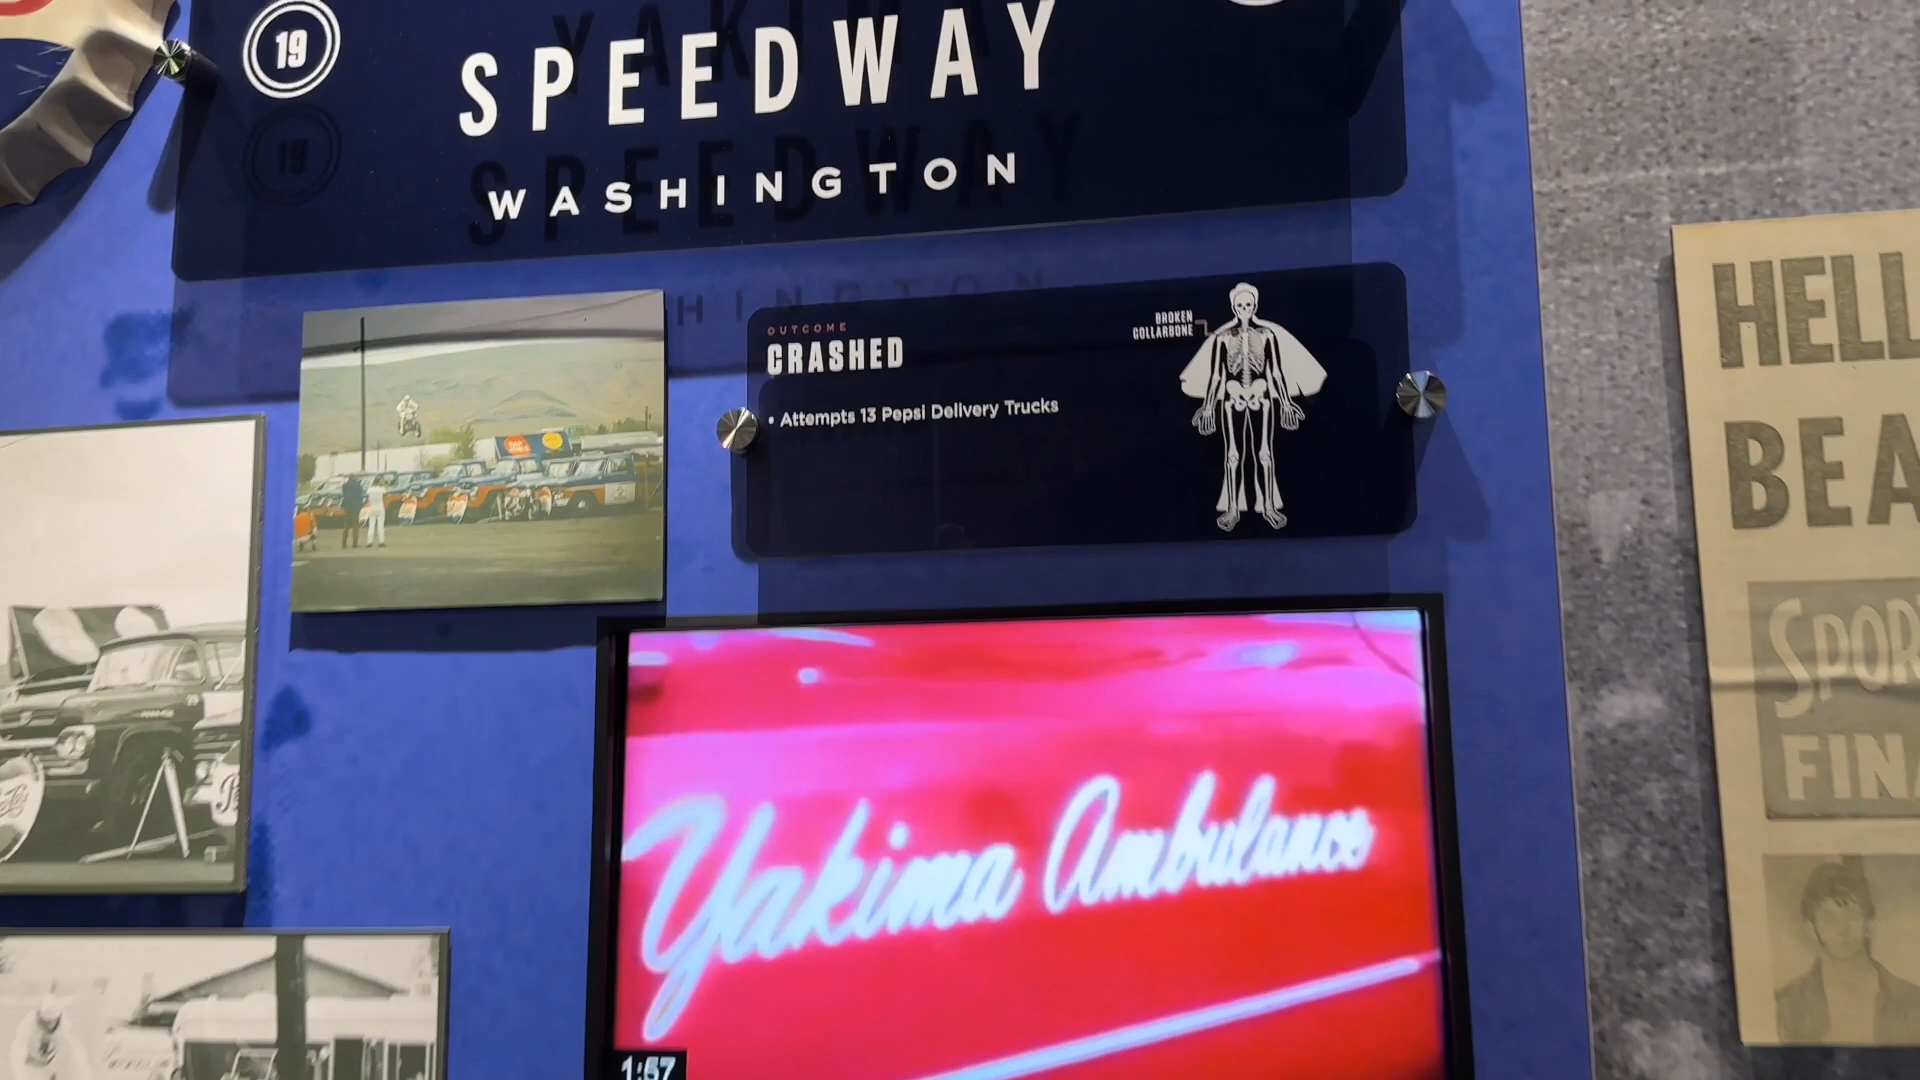 19
SPEEDWAY
WASHINGTON
OUTCOME
CRASHED
• Attempts 13 Pepsi Delivery Trucks
BROKEN
COLLARBONE
Yakima Ambulance
1:57
HELL
BEA
SPOR
FIN